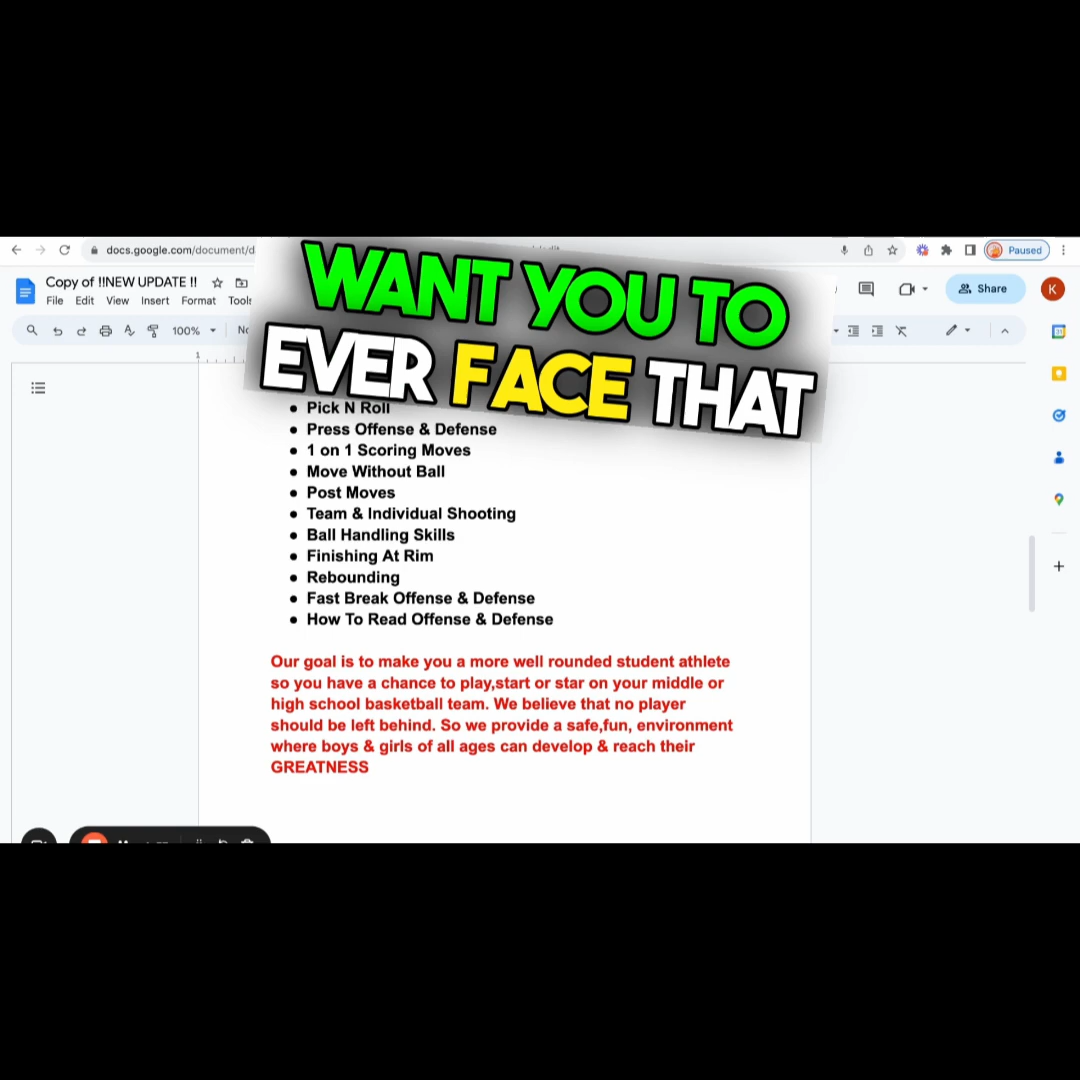 docs.google.com/document/d
Paused
WANT YOU TO
EVER FACE THAT
Copy of !!NEW UPDATE !!
File Edit View Insert Format Tools
Share
K
100%
1
Pick N Roll
Press Offense & Defense
1 on 1 Scoring Moves
Move Without Ball
Post Moves
Team & Individual Shooting
Ball Handling Skills
Finishing At Rim
Rebounding
Fast Break Offense & Defense
How To Read Offense & Defense
Our goal is to make you a more well rounded student athlete
so you have a chance to play,start or star on your middle or
high school basketball team. We believe that no player
should be left behind. So we provide a safe,fun, environment
where boys & girls of all ages can develop & reach their
GREATNESS